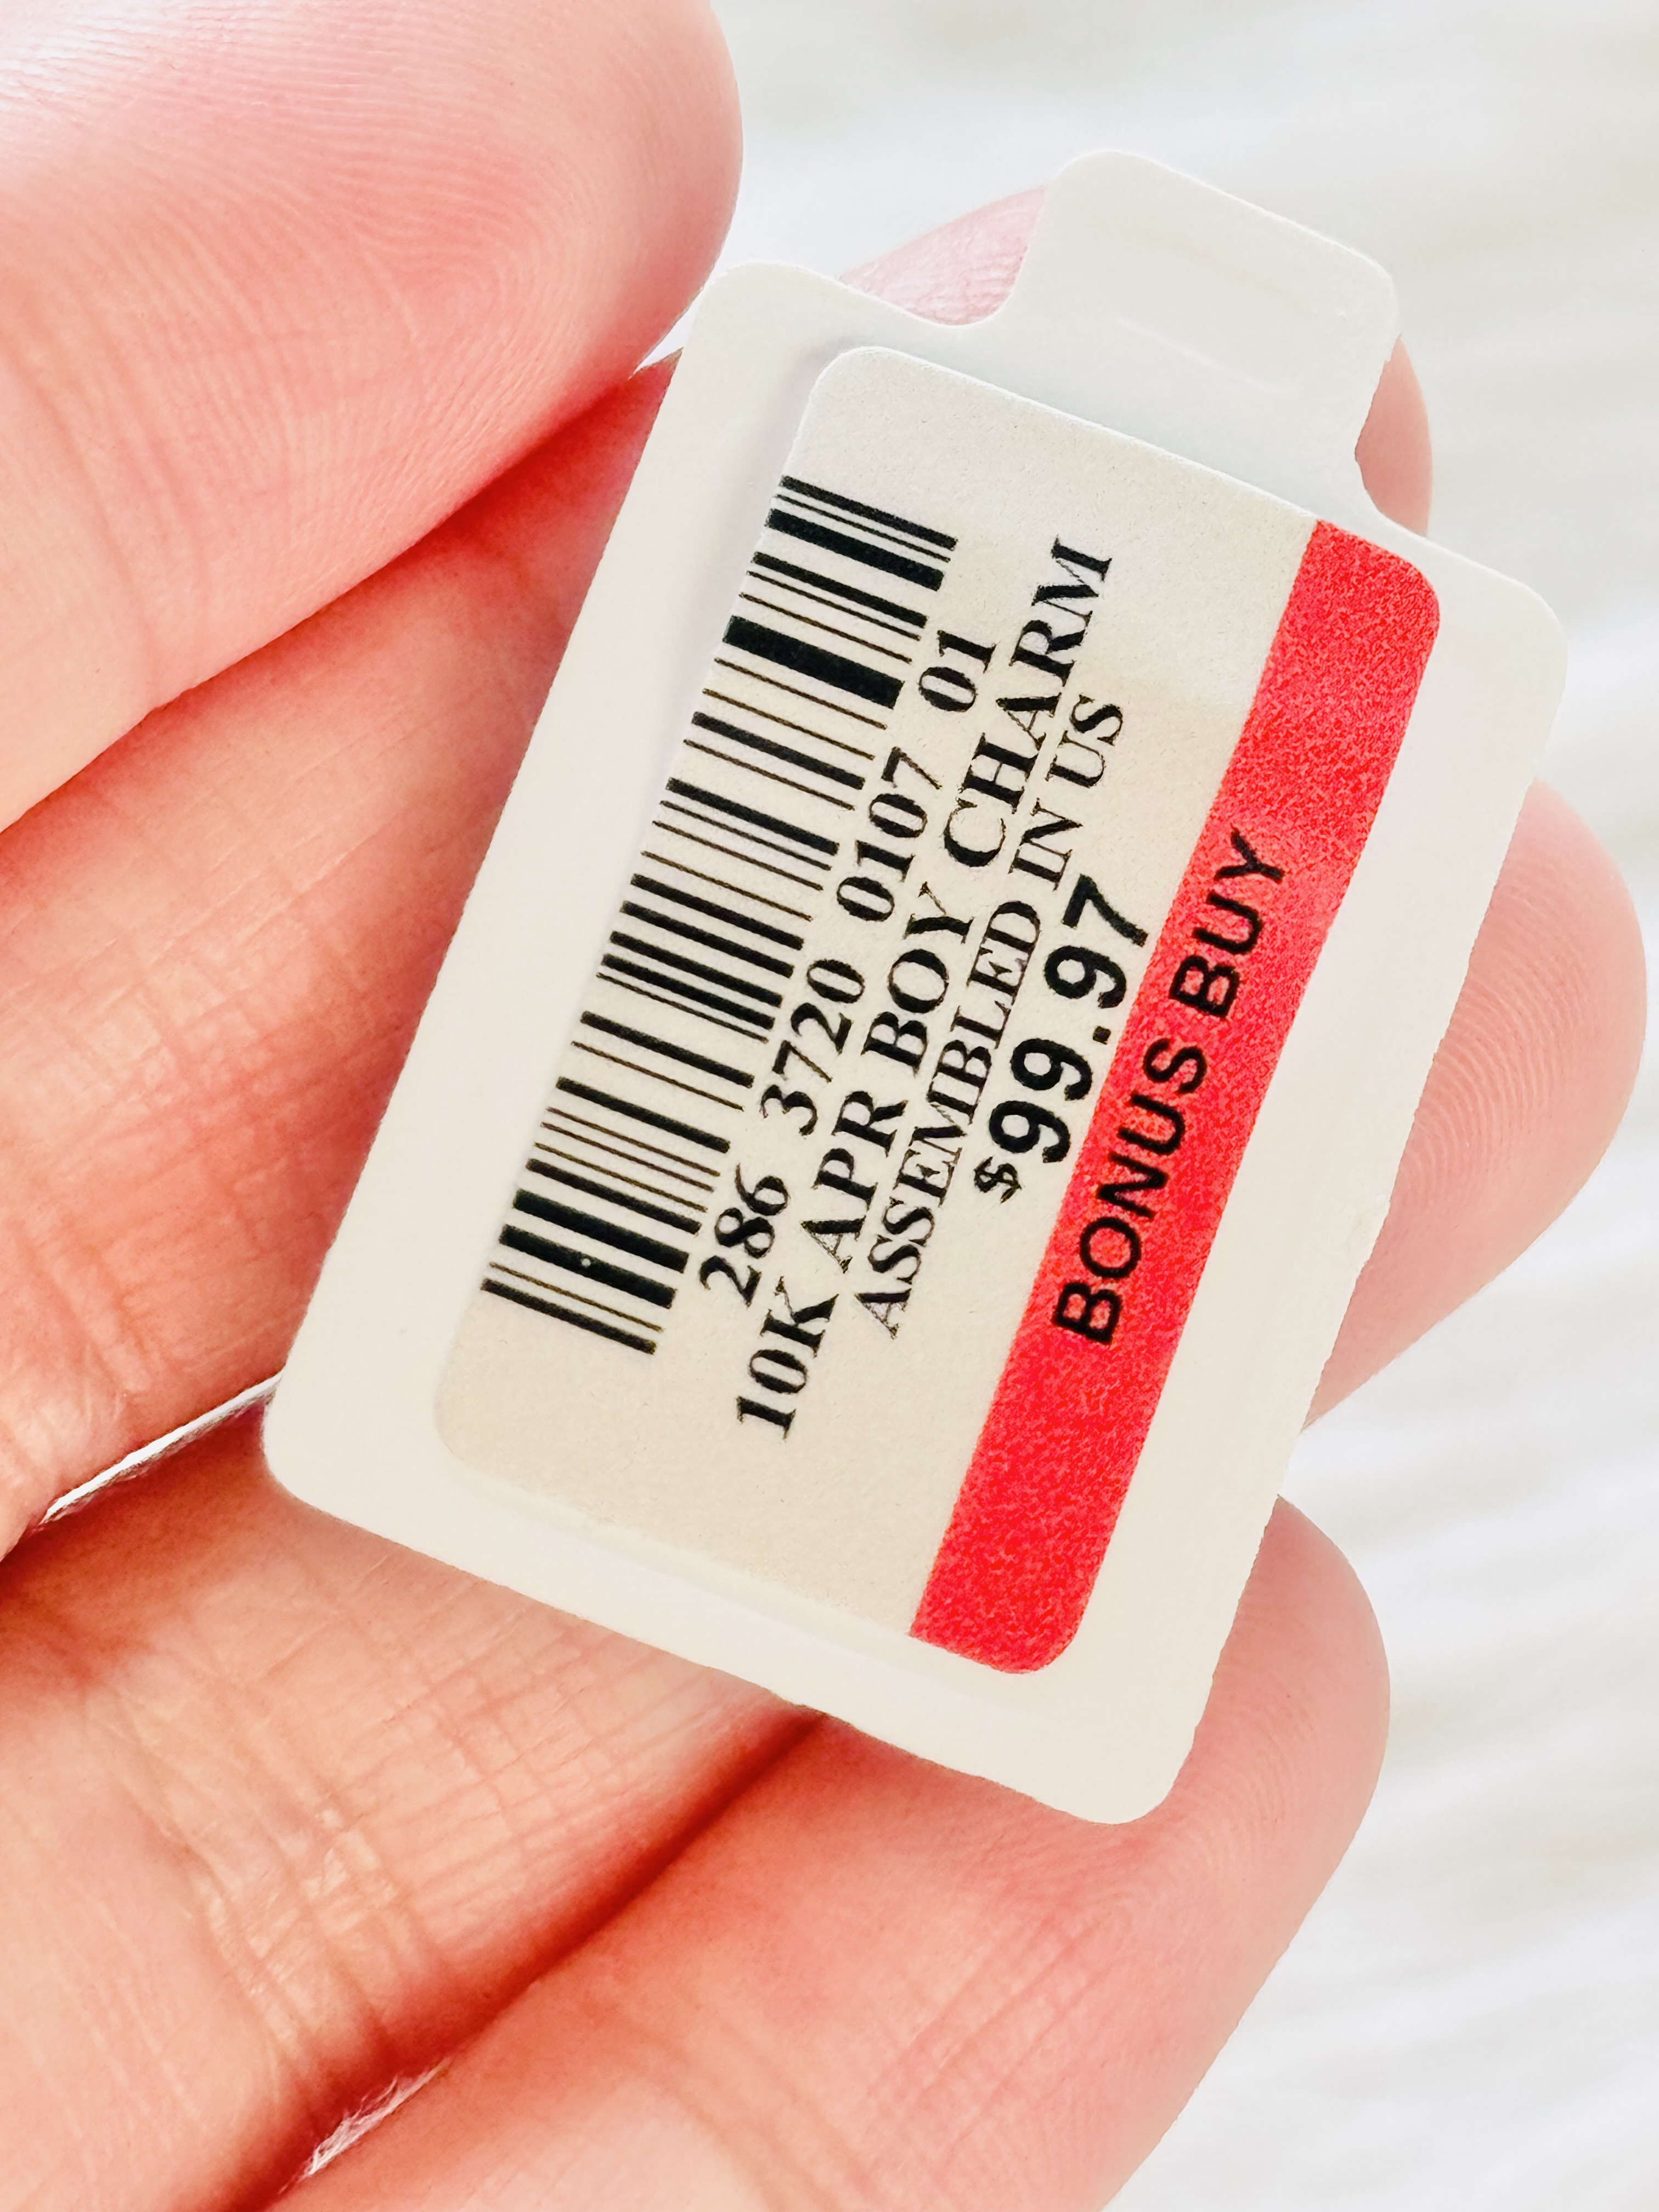 286 3720 0107 01
10K APR BOY CHARM
ASSEMBLED IN US
$99.97
BONUS BUY